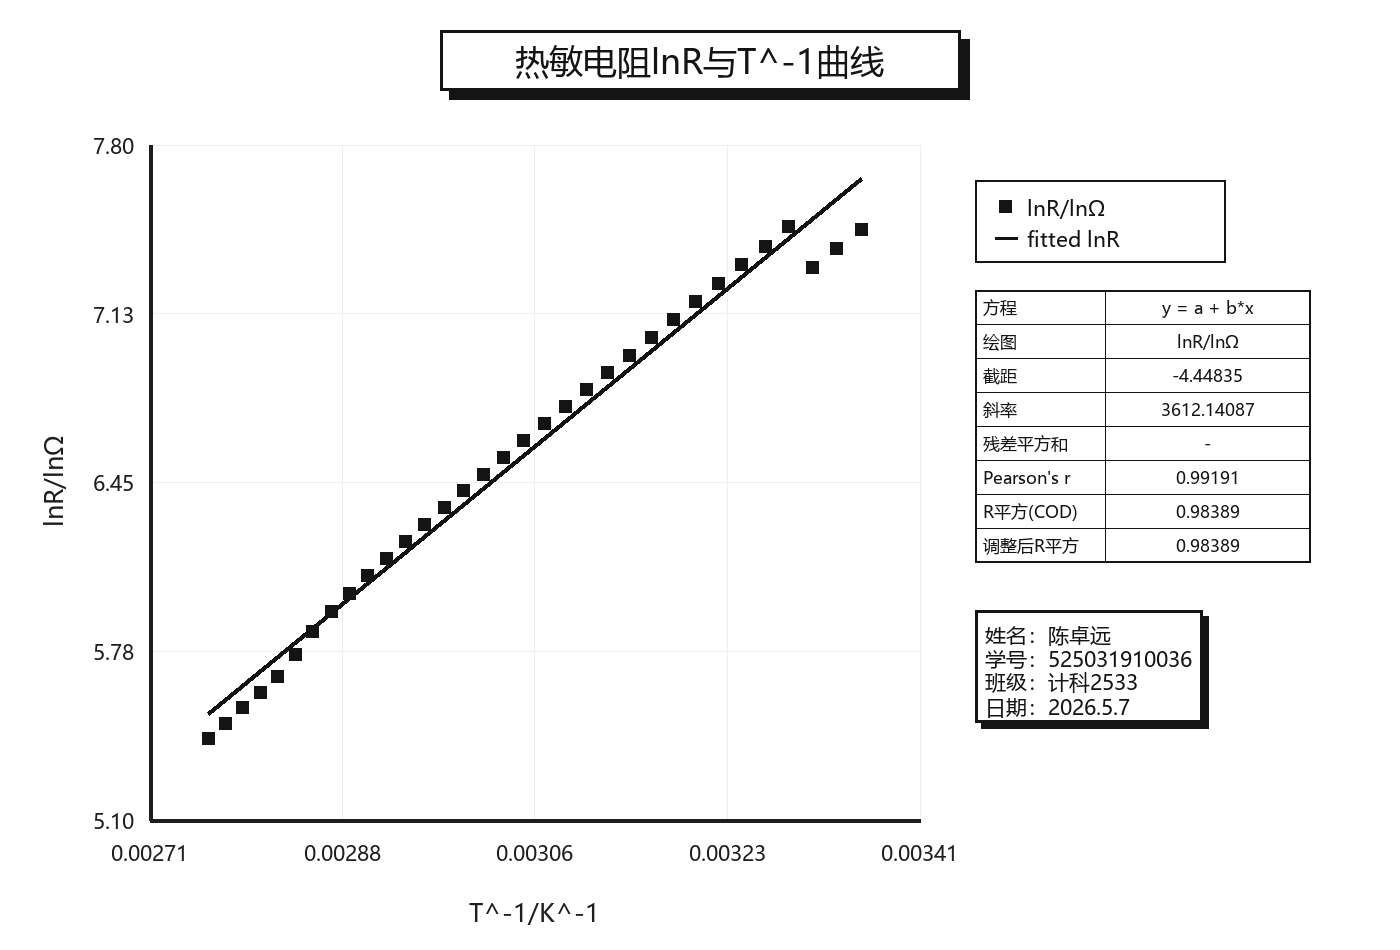 热敏电阻lnR与T^-1曲线
7.80
7.13
6.45
5.78
5.10
lnR/lnΩ
0.00271 0.00288 0.00306 0.00323 0.00341
T^-1/K^-1
lnR/lnΩ
fitted lnR
方程 y = a + b*x
绘图 lnR/lnΩ
截距 -4.44835
斜率 3612.14087
残差平方和 -
Pearson's r 0.99191
R平方(COD) 0.98389
调整后R平方 0.98389
姓名：陈卓远
学号：525031910036
班级：计科2533
日期：2026.5.7